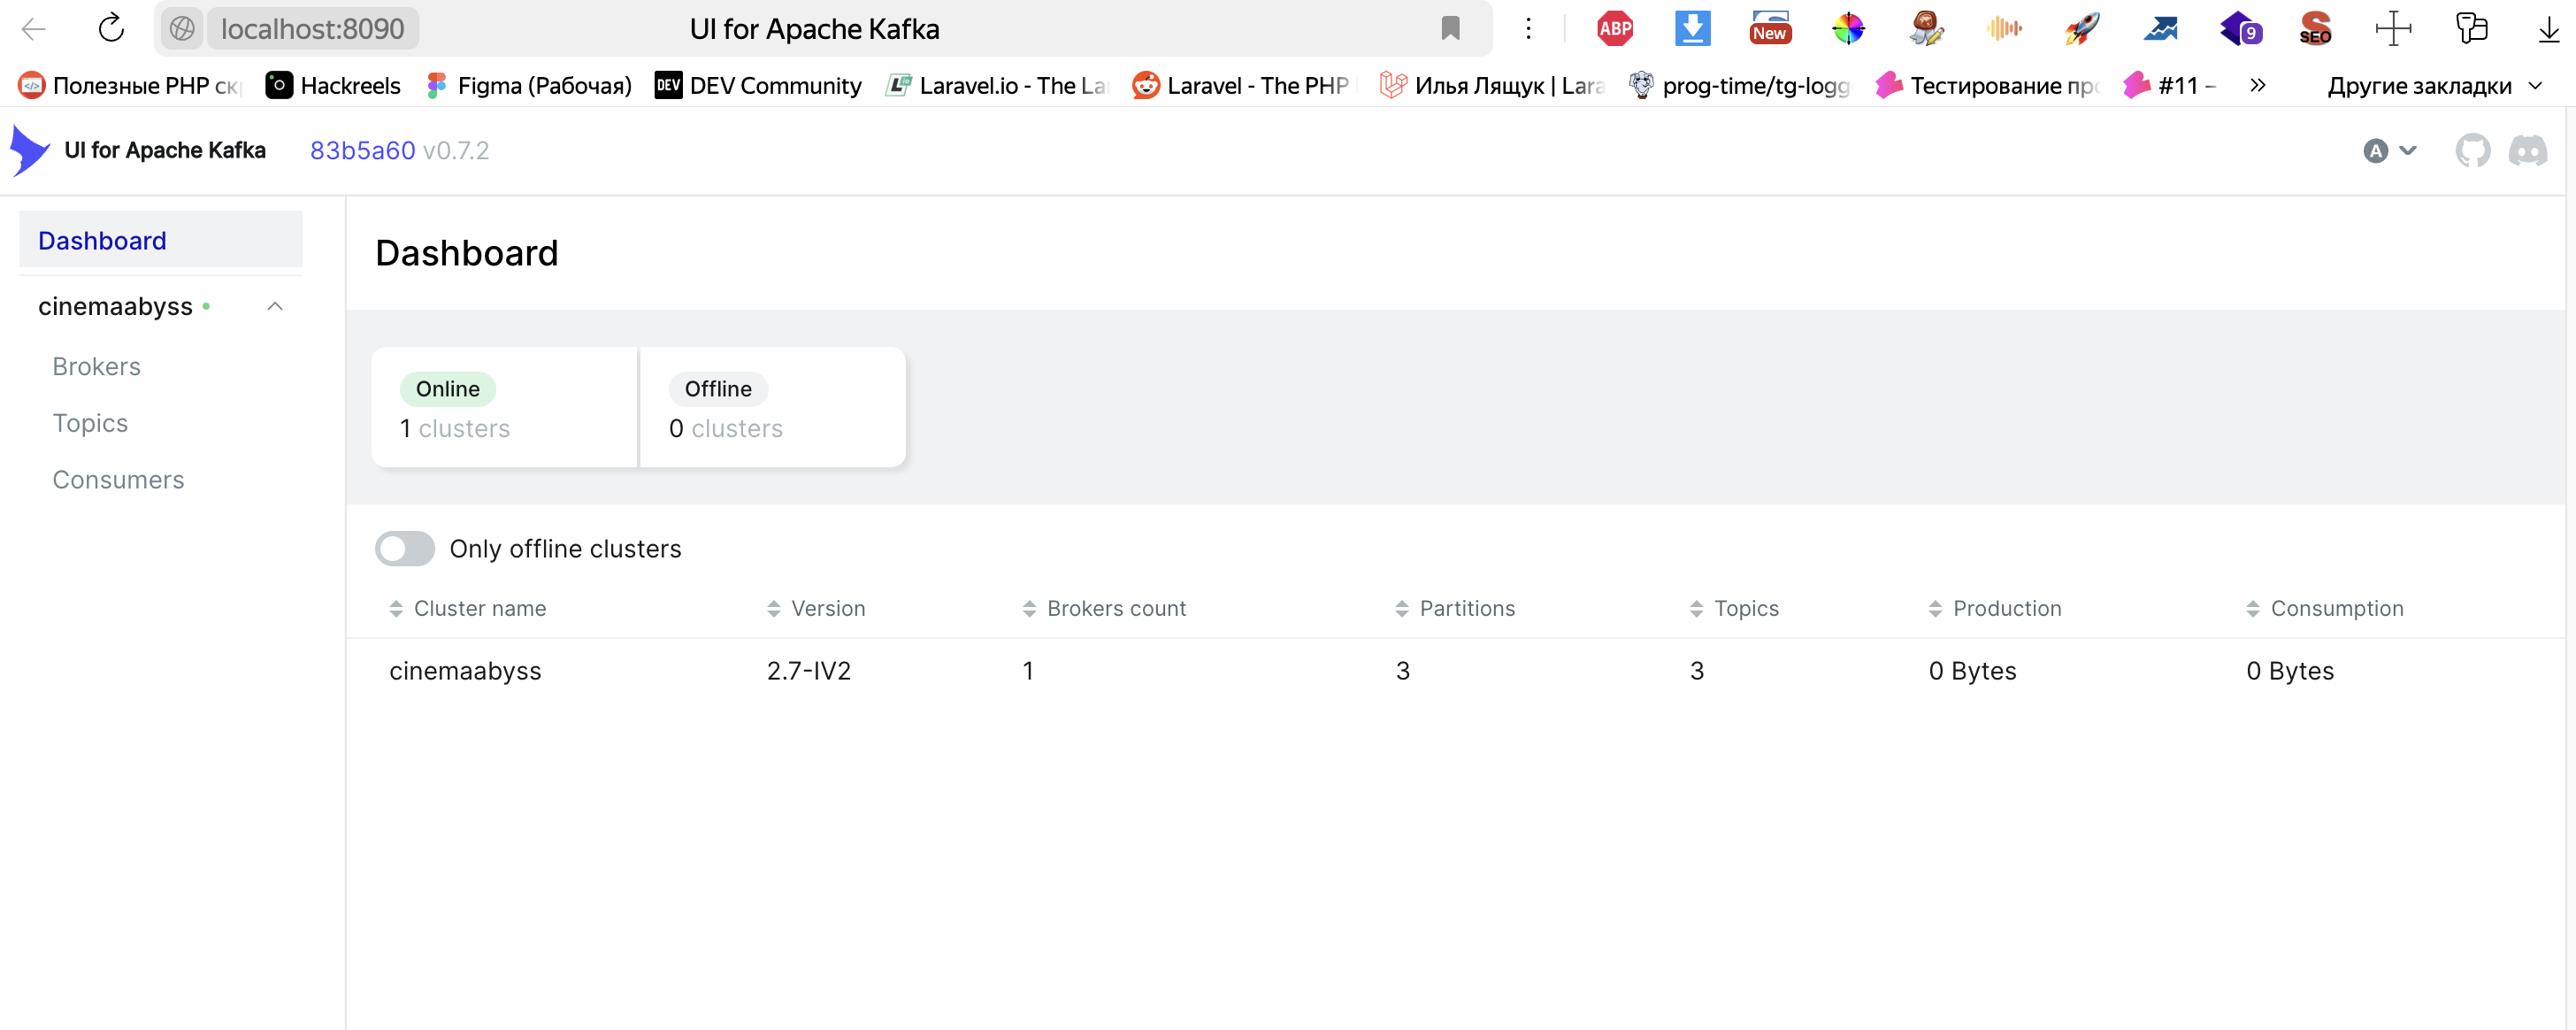 localhost:8090 UI for Apache Kafka ABP New 9 SEO
Полезные PHP ск Hackreels Figma (Рабочая) DEV DEV Community Laravel.io - The La Laravel - The PHP Илья Лящук | Lara prog-time/tg-logg Тестирование пр #11 – Другие закладки
UI for Apache Kafka 83b5a60 v0.7.2 A
Dashboard
cinemaabyss
Brokers
Topics
Consumers
Dashboard
Online Offline
1 clusters 0 clusters
Only offline clusters
Cluster name Version Brokers count Partitions Topics Production Consumption
cinemaabyss 2.7-IV2 1 3 3 0 Bytes 0 Bytes